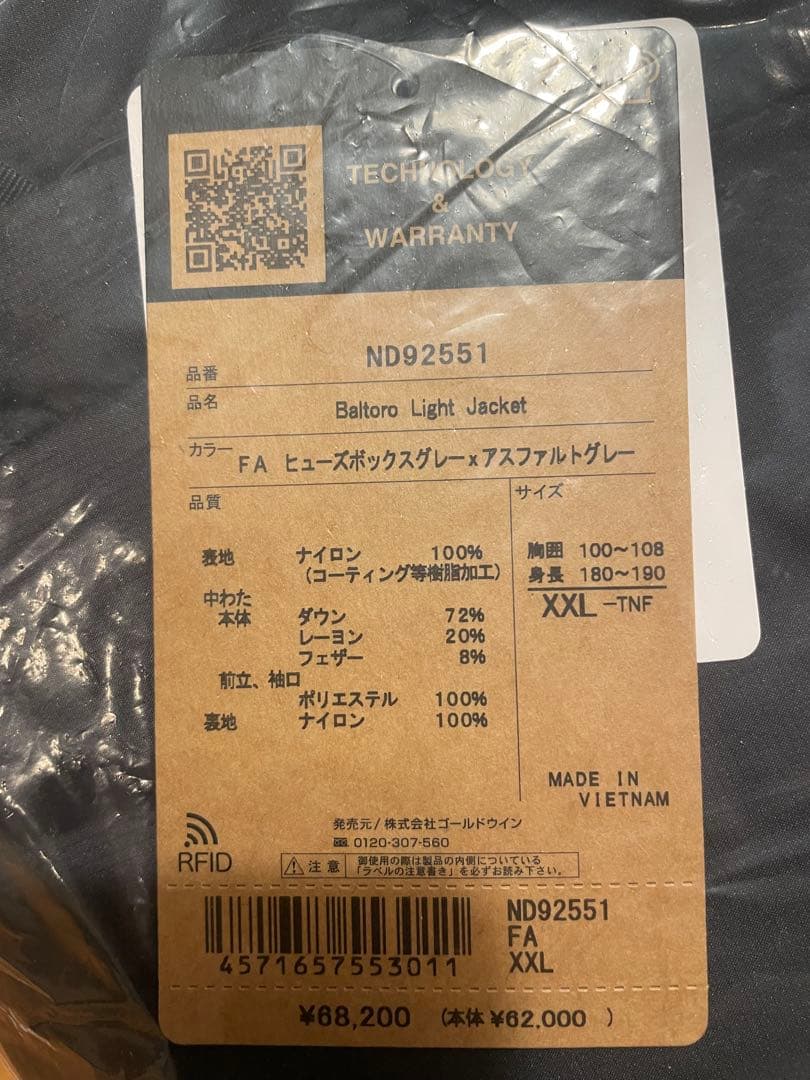 TECHNOLOGY
&
WARRANTY
品番 ND92551
品名 Baltoro Light Jacket
カラー FA ヒューズボックスグレーxアスファルトグレー
品質
サイズ
表地 ナイロン 100%
(コーティング等樹脂加工)
中わた
本体 ダウン 72%
レーヨン 20%
フェザー 8%
前立、袖口
ポリエステル 100%
裏地 ナイロン 100%
胸囲 100～108
身長 180～190
XXL -TNF
MADE IN
VIETNAM
RFID
発売元/株式会社ゴールドウイン
0120-307-560
注意
御使用の際は製品の内側についている
「ラベルの注意書き」を必ずお読み下さい。
4571657553011
ND92551
FA
XXL
¥68,200 (本体 ¥62,000 )